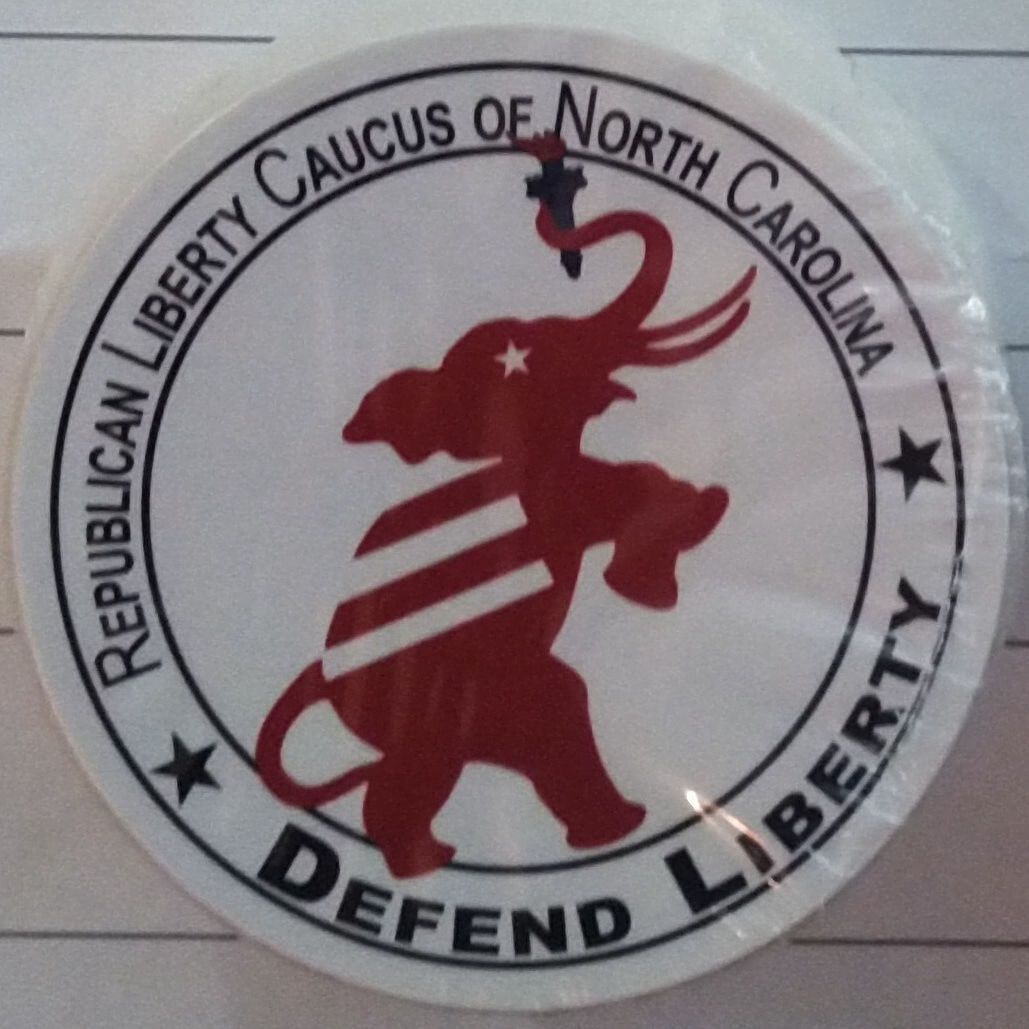 Republican Liberty Caucus of North Carolina
Defend Liberty